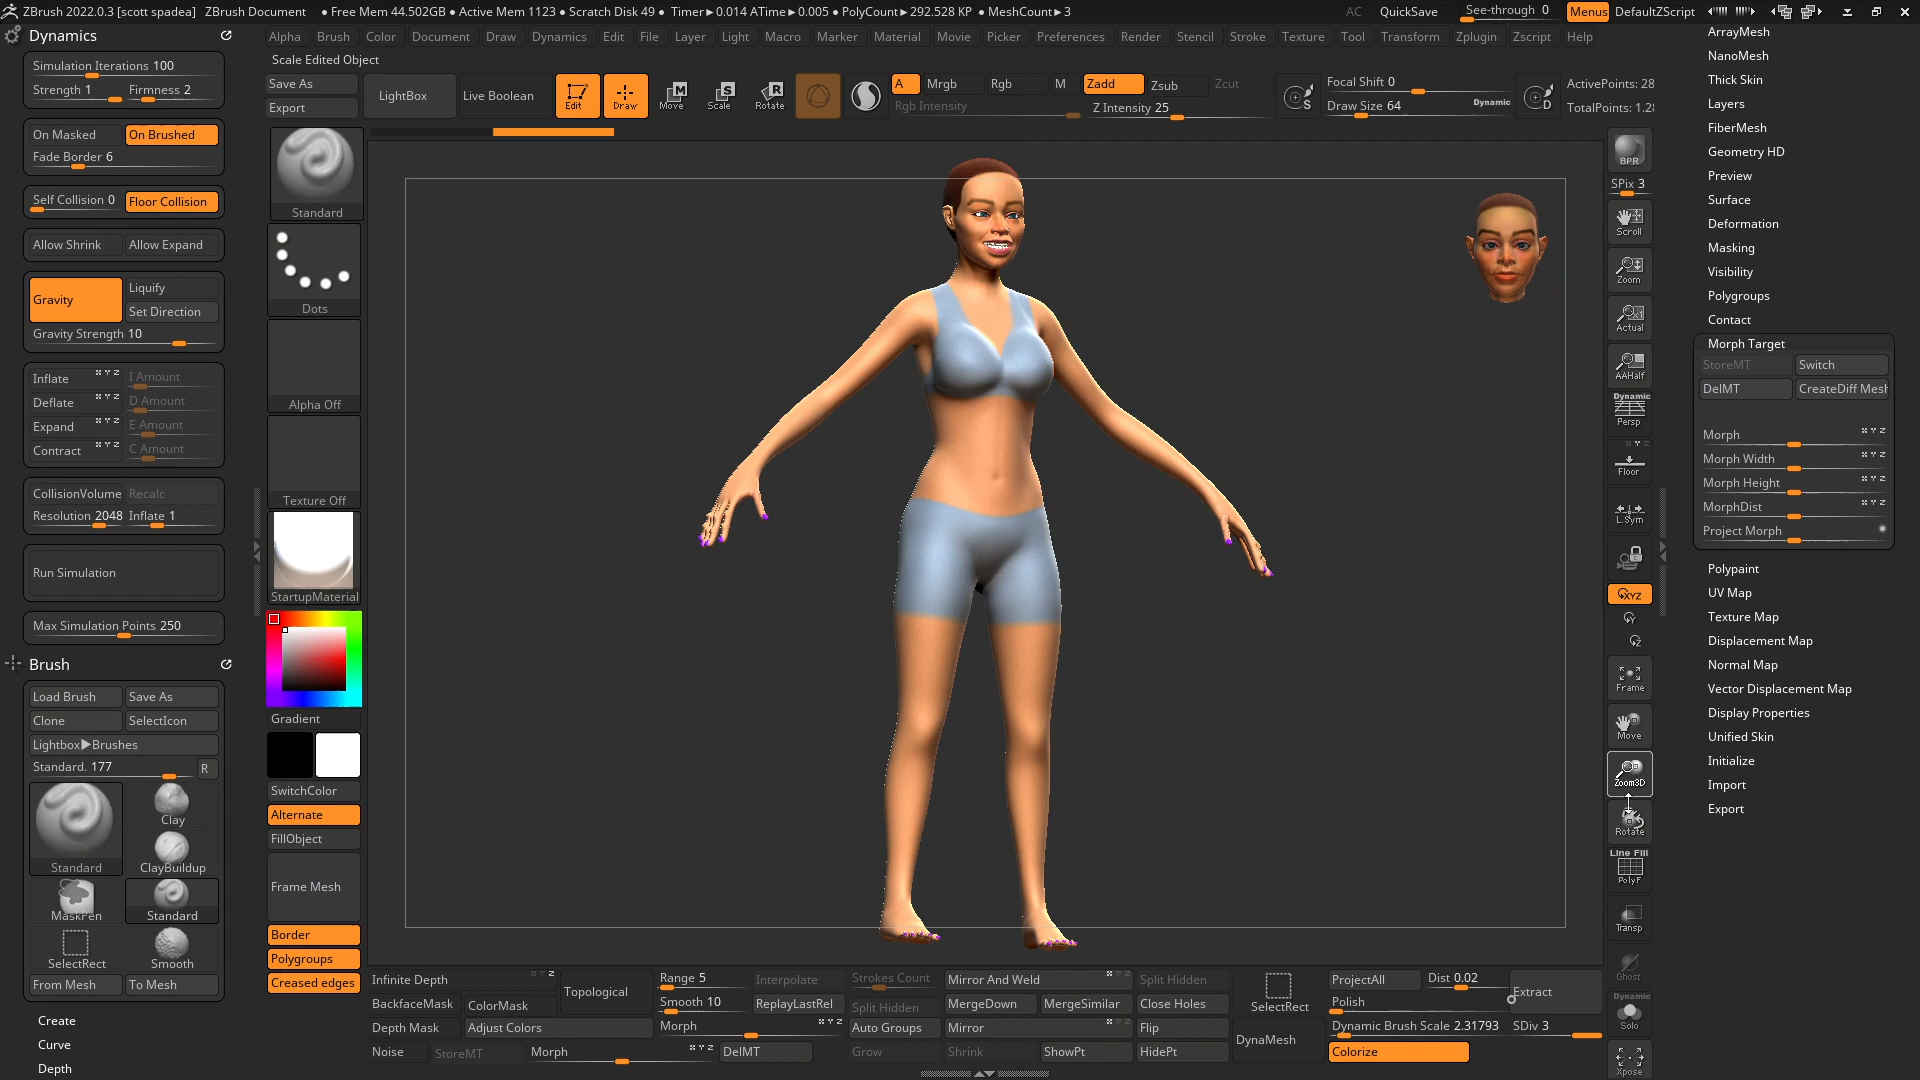 ZBrush 2022.0.3 [scott spadea] ZBrush Document • Free Mem 44.502GB • Active Mem 1123 • Scratch Disk 49 • Timer►0.014 ATime►0.005 • PolyCount►292.528 KP • MeshCount►3 AC QuickSave See-through 0 Menus DefaultZScript
Dynamics
Alpha Brush Color Document Draw Dynamics Edit File Layer Light Macro Marker Material Movie Picker Preferences Render Stencil Stroke Texture Tool Transform Zplugin Zscript Help
Scale Edited Object
Simulation Iterations 100
Strength 1 Firmness 2
On Masked On Brushed
Fade Border 6
Self Collision 0 Floor Collision
Allow Shrink Allow Expand
Gravity Liquify
Set Direction
Gravity Strength 10
Inflate I Amount
Deflate D Amount
Expand E Amount
Contract C Amount
CollisionVolume Recalc
Resolution 2048 Inflate 1
Run Simulation
Max Simulation Points 250
Brush
Load Brush Save As
Clone SelectIcon
Lightbox►Brushes
Standard. 177 R
Clay
Standard ClayBuildup
MaskPen Standard
SelectRect Smooth
From Mesh To Mesh
Create
Curve
Depth
Save As
Export
LightBox
Live Boolean
Edit Draw Move Scale Rotate
A Mrgb Rgb M Zadd Zsub Zcut
Rgb Intensity Z Intensity 25
Focal Shift 0
Draw Size 64 Dynamic
S D
ActivePoints: 28
TotalPoints: 1.2
Standard
Dots
Alpha Off
Texture Off
StartupMaterial
Gradient
SwitchColor
Alternate
FillObject
Frame Mesh
Border
Polygroups
Creased edges
BPR
SPix 3
Scroll
Zoom
Actual
AAHalf
Dynamic
Persp
Floor
L.Sym
XYZ
Frame
Move
Zoom3D
Rotate
Line Fill
PolyF
Transp
Ghost
Dynamic
Solo
Xpose
ArrayMesh
NanoMesh
Thick Skin
Layers
FiberMesh
Geometry HD
Preview
Surface
Deformation
Masking
Visibility
Polygroups
Contact
Morph Target
StoreMT Switch
DelMT CreateDiff Mesh
Morph
Morph Width
Morph Height
MorphDist
Project Morph
Polypaint
UV Map
Texture Map
Displacement Map
Normal Map
Vector Displacement Map
Display Properties
Unified Skin
Initialize
Import
Export
Infinite Depth Topological Range 5 Interpolate Strokes Count Mirror And Weld Split Hidden SelectRect ProjectAll Dist 0.02 Extract
BackfaceMask ColorMask Smooth 10 ReplayLastRel Split Hidden MergeDown MergeSimilar Close Holes Polish
Depth Mask Adjust Colors Morph Auto Groups Mirror Flip DynaMesh Dynamic Brush Scale 2.31793 SDiv 3
Noise StoreMT Morph DelMT Grow Shrink ShowPt HidePt Colorize